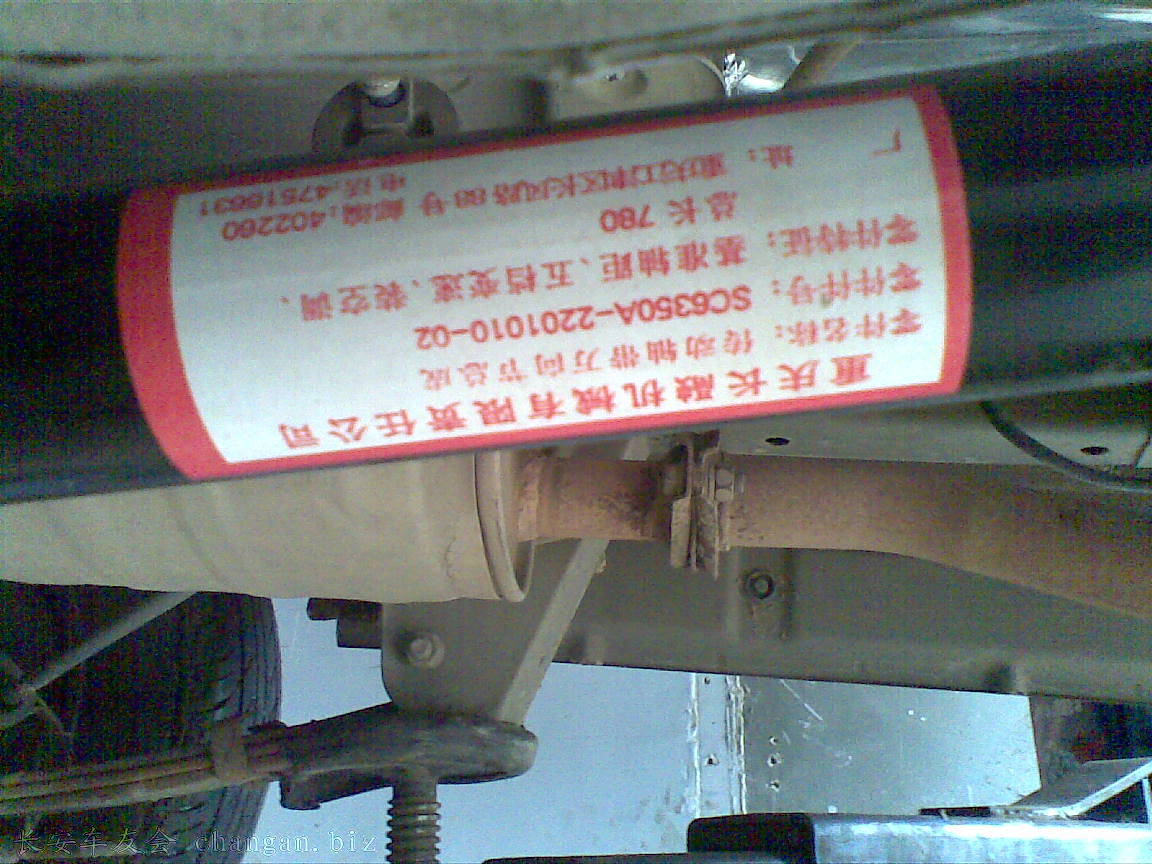 重庆长融机械有限责任公司
零件名称：传动轴带万向节总成
零件件号：SC6350A-2201010-02
零件特征：基准轴距、五档变速、装空调、
总长 780
厂 址：重庆江津区长风路88号 邮编:402260
电话:47516631
长安车友会 changan.biz